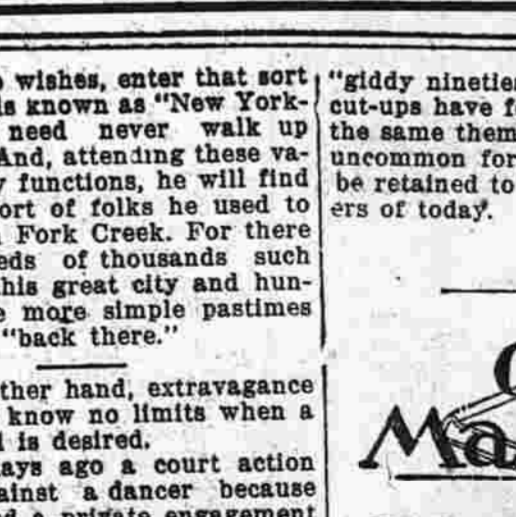 wishes, enter that sort
is known as "New York-
need never walk up
And, attending these va-
functions, he will find
ort of folks he used to
Fork Creek. For there
eds of thousands such
his great city and hun-
e more simple pastimes
"back there."
ther hand, extravagance
know no limits when a
is desired.
ays ago a court action
ainst a dancer because
a private engagement
"giddy nineties
cut-ups have f
the same them
uncommon for
be retained to
ers of today.
Ma